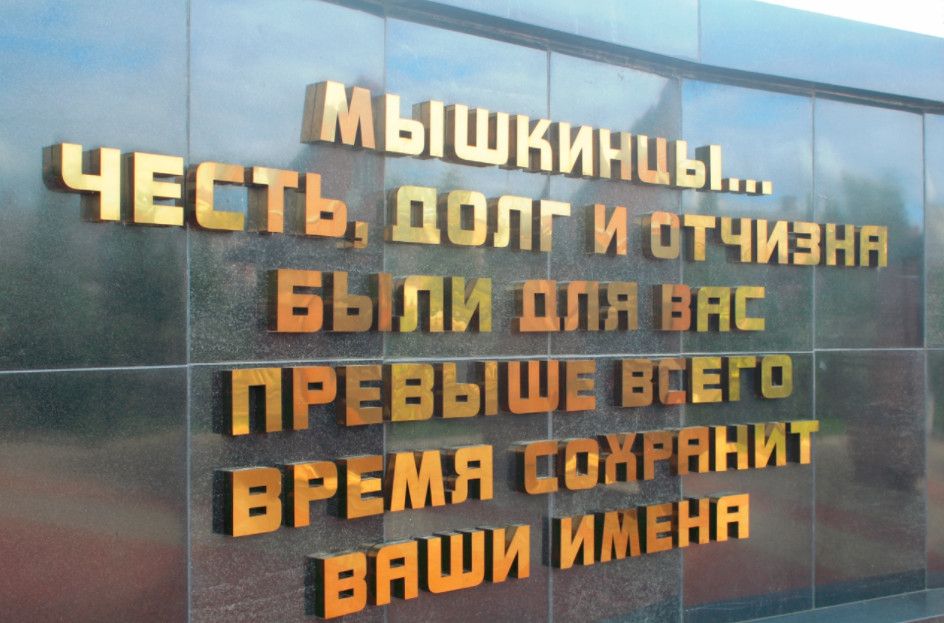 МЫШКИНЦЫ...
ЧЕСТЬ, ДОЛГ И ОТЧИЗНА
БЫЛИ ДЛЯ ВАС
ПРЕВЫШЕ ВСЕГО
ВРЕМЯ СОХРАНИТ
ВАШИ ИМЕНА